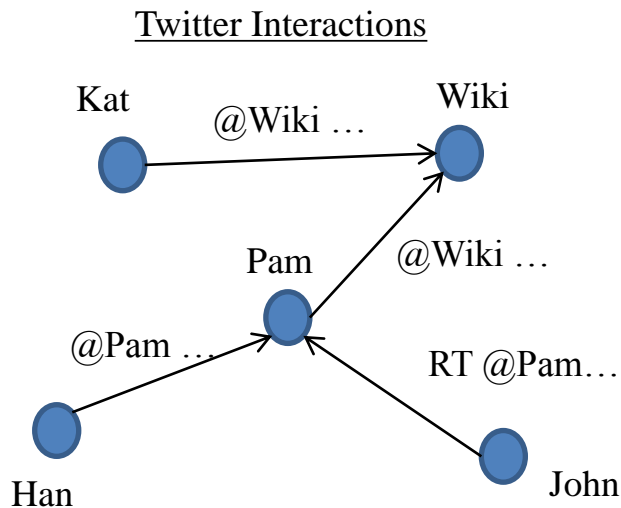 Twitter Interactions
Kat
Wiki
@Wiki …
Pam
@Wiki …
@Pam …
RT @Pam…
Han
John